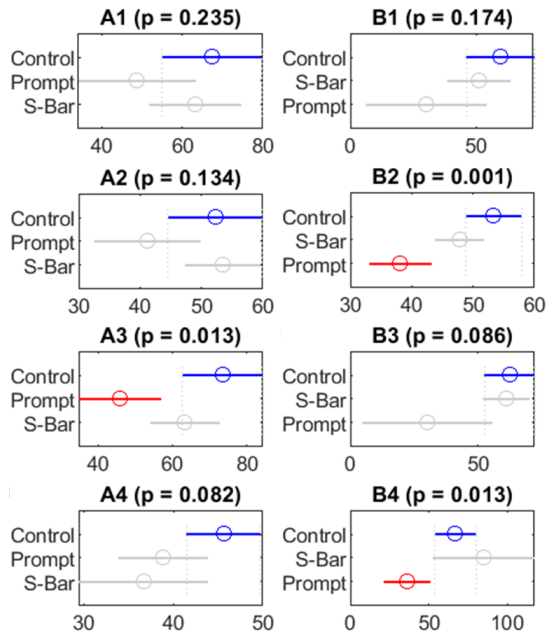 A1 (p = 0.235)
Control
Prompt
S-Bar
40 60 80
B1 (p = 0.174)
Control
S-Bar
Prompt
0 50
A2 (p = 0.134)
Control
Prompt
S-Bar
30 40 50 60
B2 (p = 0.001)
Control
S-Bar
Prompt
30 40 50 60
A3 (p = 0.013)
Control
Prompt
S-Bar
40 60 80
B3 (p = 0.086)
Control
S-Bar
Prompt
0 50
A4 (p = 0.082)
Control
Prompt
S-Bar
30 40 50
B4 (p = 0.013)
Control
S-Bar
Prompt
0 50 100